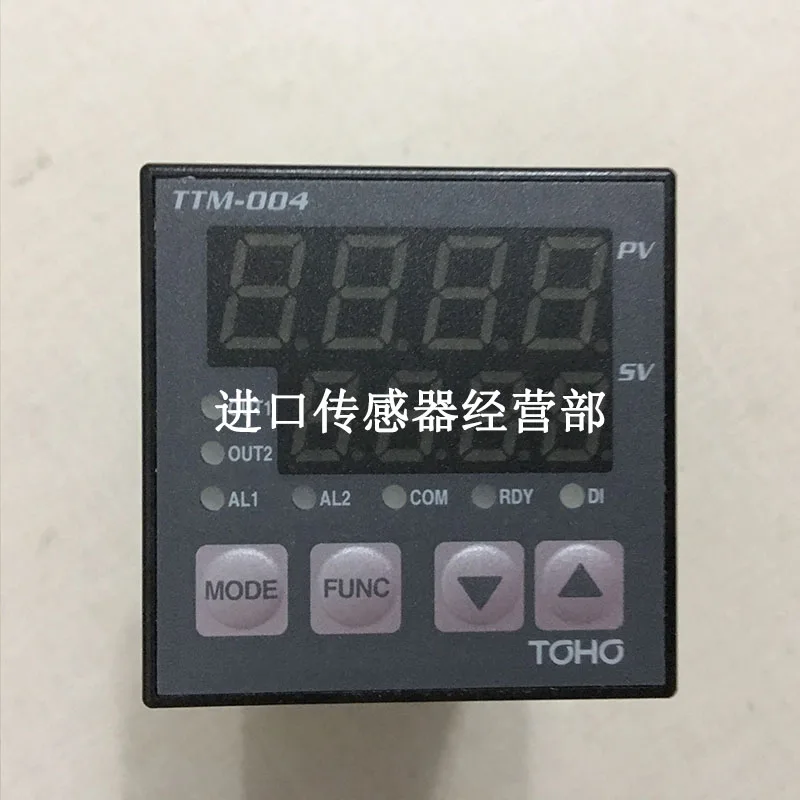 TTM-004
PV
SV
进口传感器经营部
OUT2
AL1 AL2 COM RDY DI
MODE FUNC
TOHO